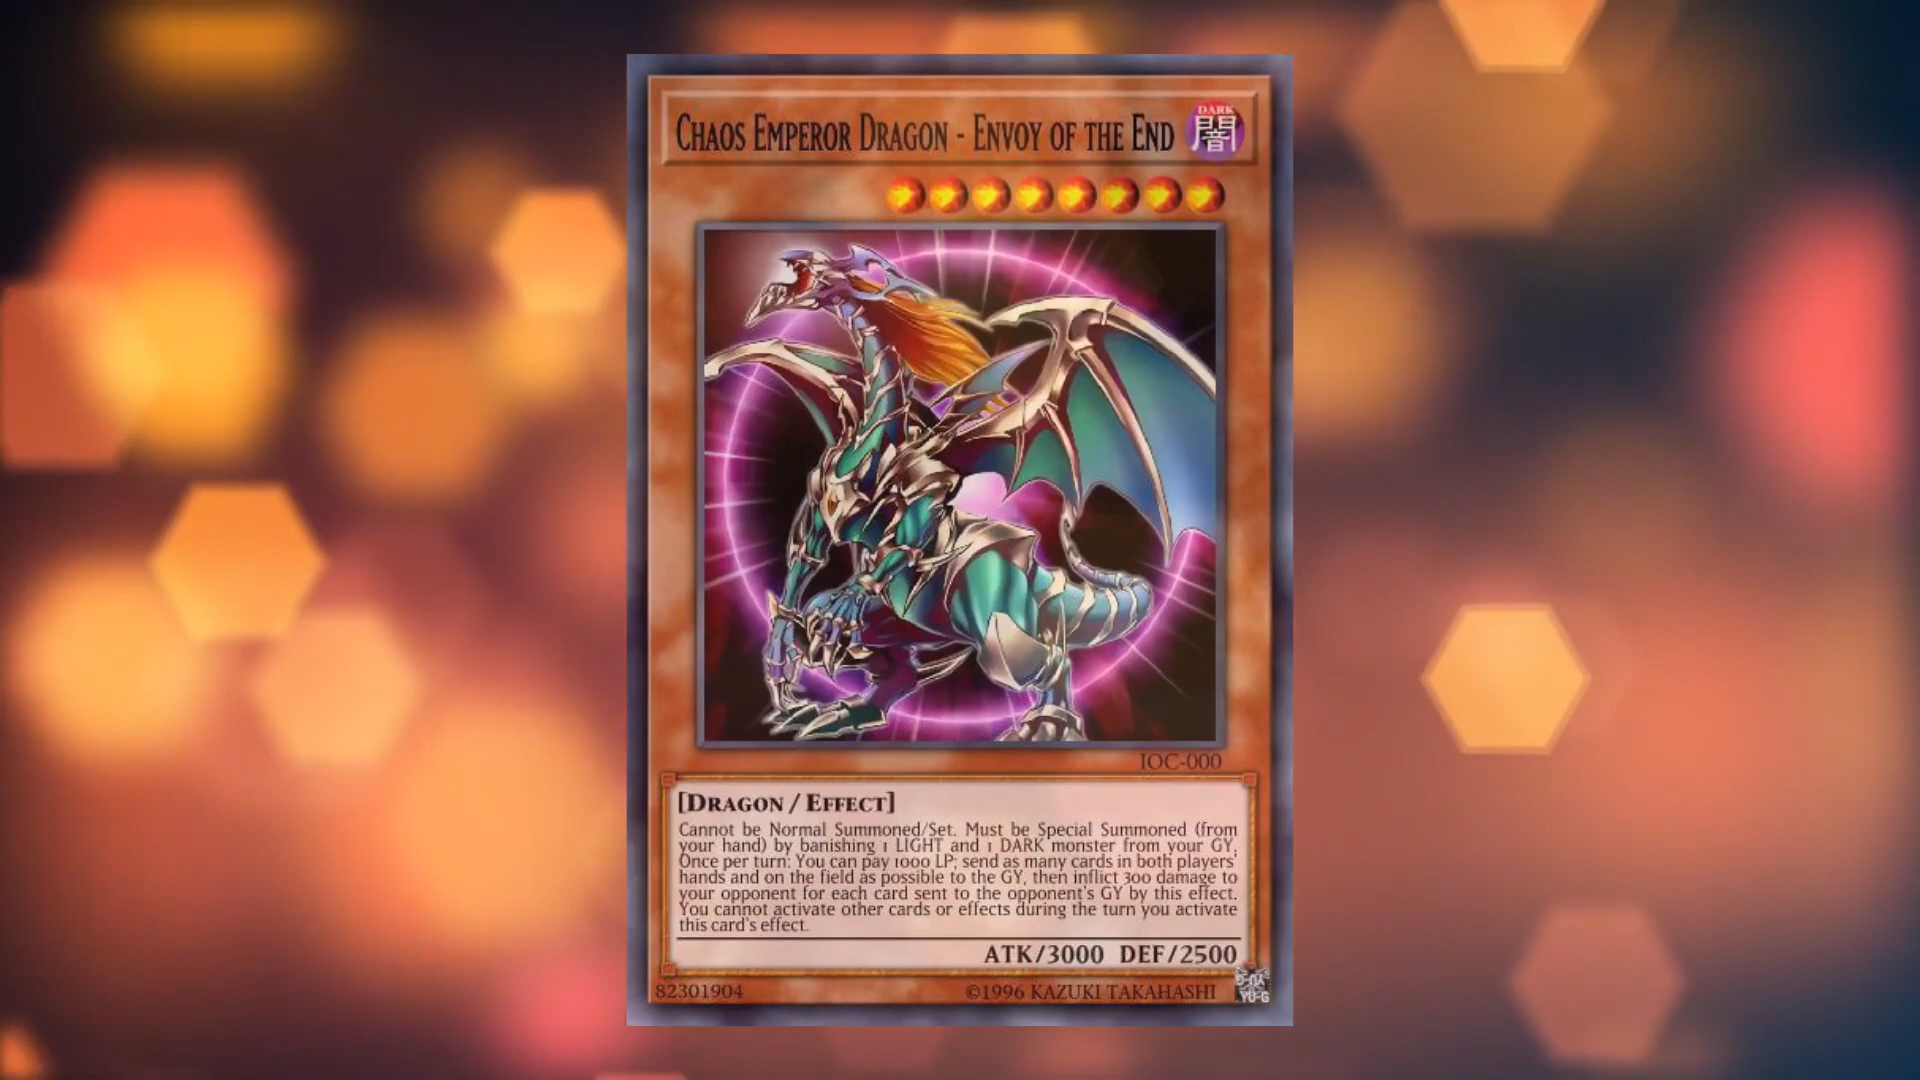 Chaos Emperor Dragon - Envoy of the End
DARK
闇
IOC-000
[Dragon / Effect]
Cannot be Normal Summoned/Set. Must be Special Summoned (from
your hand) by banishing 1 LIGHT and 1 DARK monster from your GY.
Once per turn: You can pay 1000 LP; send as many cards in both players'
hands and on the field as possible to the GY, then inflict 300 damage to
your opponent for each card sent to the opponent's GY by this effect.
You cannot activate other cards or effects during the turn you activate
this card's effect.
ATK/3000 DEF/2500
82301904
©1996 KAZUKI TAKAHASHI